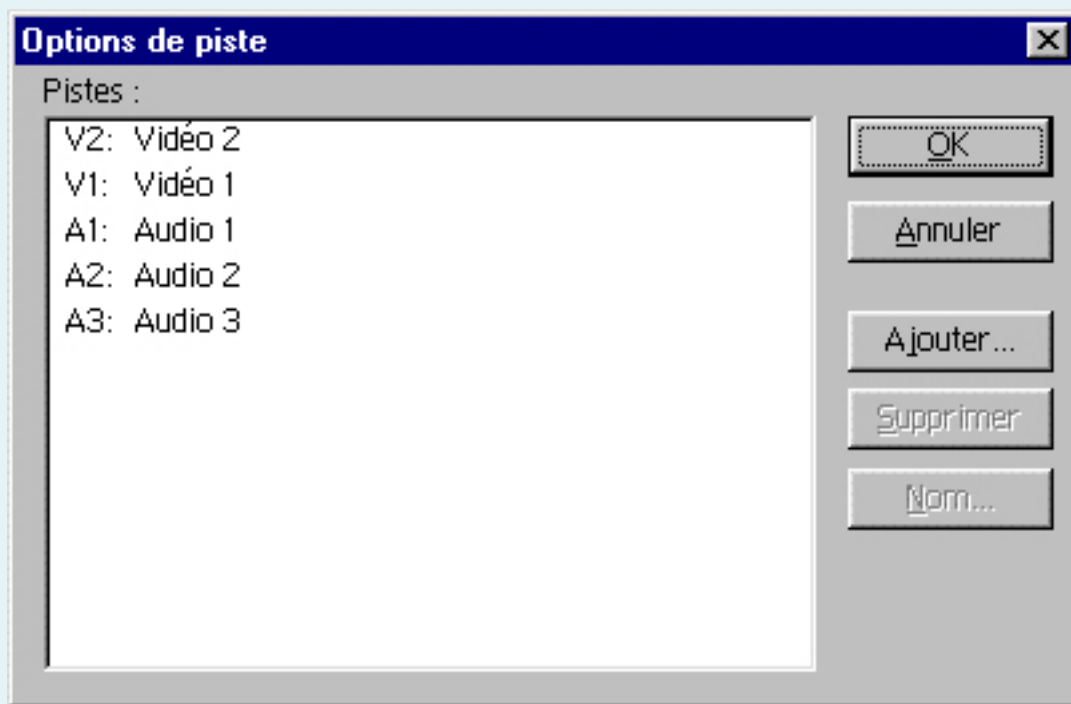 Options de piste
Pistes :
V2: Vidéo 2
V1: Vidéo 1
A1: Audio 1
A2: Audio 2
A3: Audio 3
OK
Annuler
Ajouter...
Supprimer
Nom...